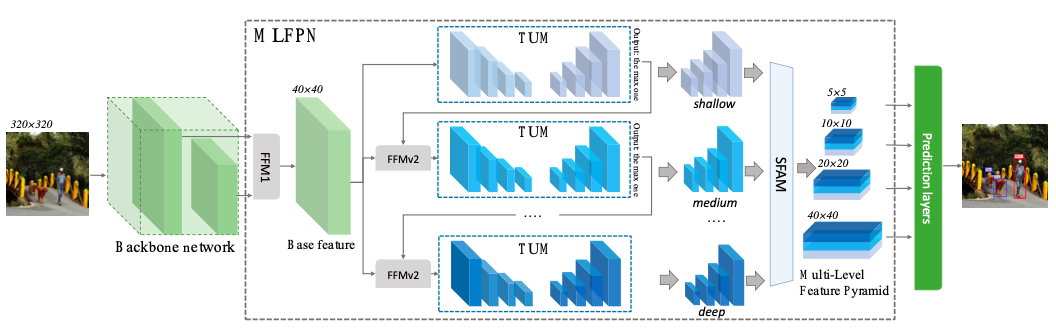 MLFPN
320×320
Backbone network
FFM1
40×40
Base feature
TUM
Output: the max one
shallow
FFMv2
TUM
Output: the max one
medium
....
....
FFMv2
TUM
deep
SFAM
5×5
10×10
20×20
40×40
Multi-Level
Feature Pyramid
Prediction layers